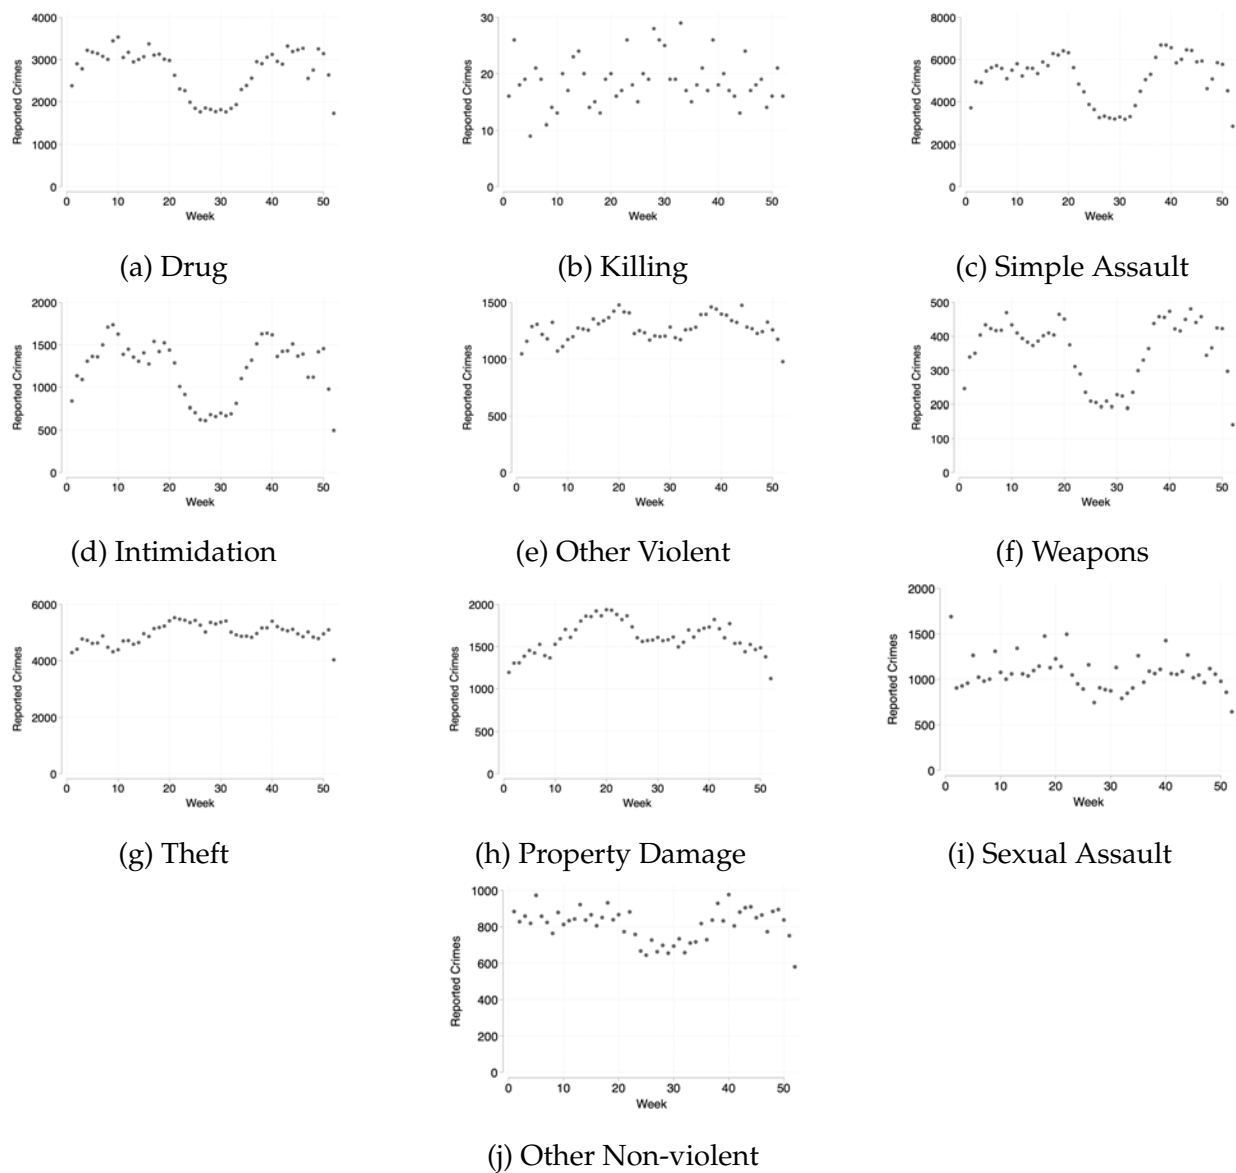 4000
3000
2000
1000
0
Reported Crimes
0 10 20 30 40 50
Week
(a) Drug
30
20
10
0
Reported Crimes
0 10 20 30 40 50
Week
(b) Killing
8000
6000
4000
2000
0
Reported Crimes
0 10 20 30 40 50
Week
(c) Simple Assault
2000
1500
1000
500
0
Reported Crimes
0 10 20 30 40 50
Week
(d) Intimidation
1500
1000
500
0
Reported Crimes
0 10 20 30 40 50
Week
(e) Other Violent
500
400
300
200
100
0
Reported Crimes
0 10 20 30 40 50
Week
(f) Weapons
6000
4000
2000
0
Reported Crimes
0 10 20 30 40 50
Week
(g) Theft
2000
1500
1000
500
0
Reported Crimes
0 10 20 30 40 50
Week
(h) Property Damage
2000
1500
1000
500
0
Reported Crimes
0 10 20 30 40 50
Week
(i) Sexual Assault
1000
800
600
400
200
0
Reported Crimes
0 10 20 30 40 50
Week
(j) Other Non-violent